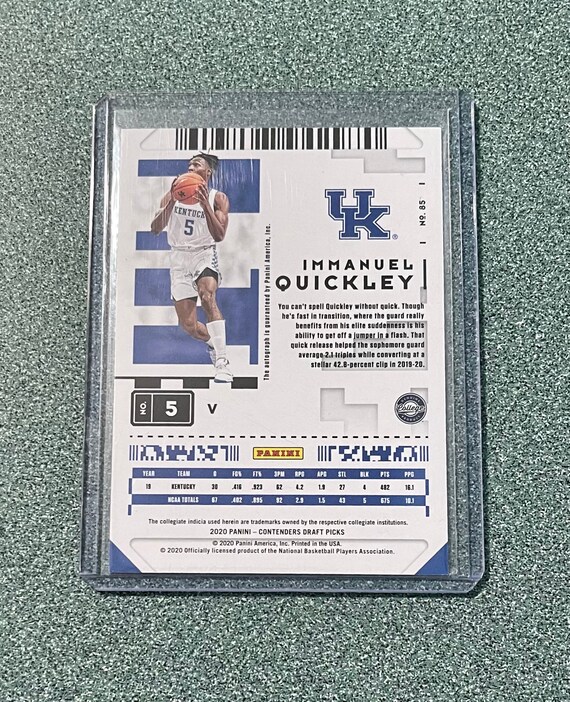 KENTUCKY
5
The autograph is guaranteed by Panini America, Inc.
UK
®
No. 85
IMMANUEL
QUICKLEY
You can't spell Quickley without quick. Though
he's fast in transition, where the guard really
benefits from his elite suddenness is his
ability to get off a jumper in a flash. That
quick release helped the sophomore guard
average 2.1 triples while converting at a
stellar 42.8-percent clip in 2019-20.
NO. 5 V
College
PANINI
YEAR TEAM G FG% FT% 3PM RPG APG STL BLK PTS PPG
19 KENTUCKY 30 .416 .923 62 4.2 1.9 27 4 482 16.1
NCAA TOTALS 67 .402 .895 92 2.9 1.5 43 5 675 10.1
The collegiate indicia used herein are trademarks owned by the respective collegiate institutions.
2020 PANINI – CONTENDERS DRAFT PICKS
© 2020 Panini America, Inc. Printed in the USA.
© 2020 Officially licensed product of the National Basketball Players Association.